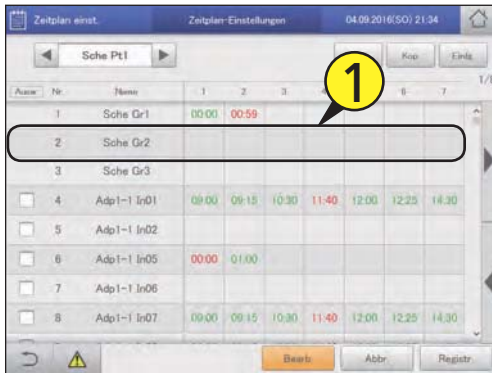 Zeitplan einst. Zeitplan-Einstellungen 04.09.2016(SO) 21:34
Sche Pt1 Kop Einfg
1/1
Ausw Nr. Name 1 2 3 6 7
1 Sche Gr1 00:00 00:59
2 Sche Gr2
3 Sche Gr3
4 Adp1-1 In01 09:00 09:15 10:30 11:40 12:00 12:25 14:30
5 Adp1-1 In02
6 Adp1-1 In05 00:00 01:00
7 Adp1-1 In06
8 Adp1-1 In07 09:00 09:15 10:30 11:40 12:00 12:25 14:30
Bearb Abbr Registr
1